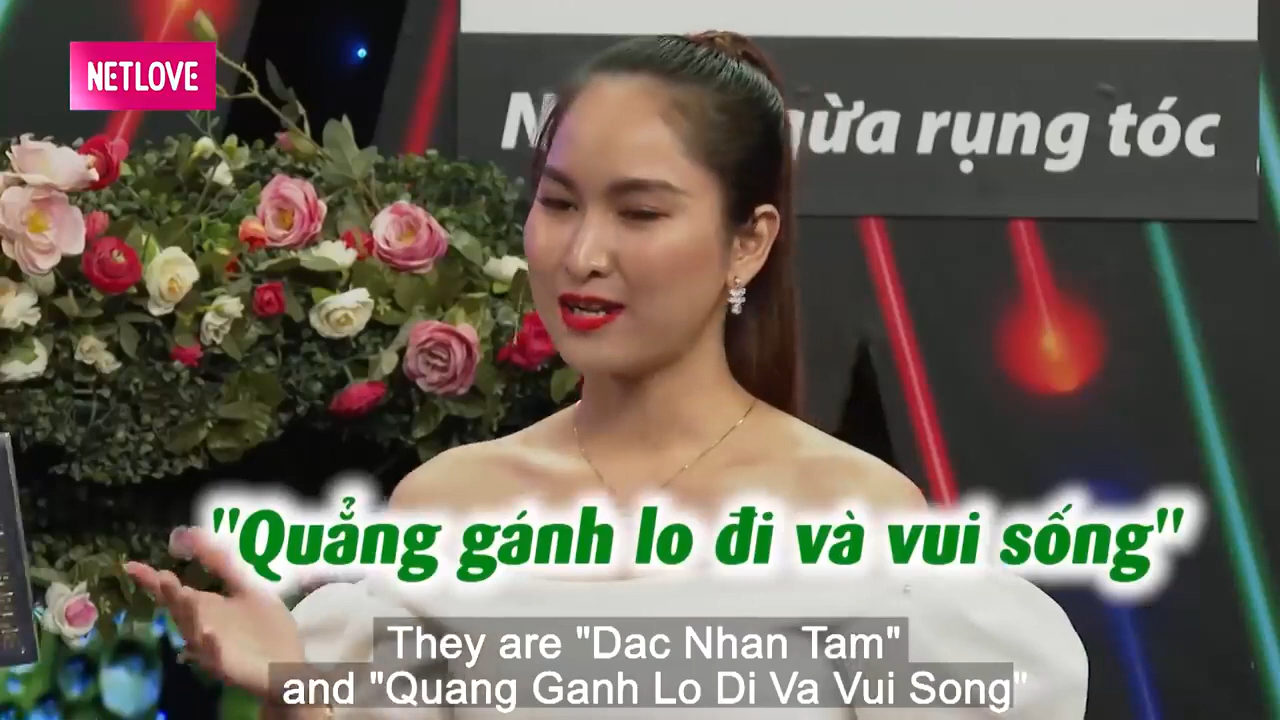 NETLOVE
ừa rụng tóc
"Quẳng gánh lo đi và vui sống"
They are "Dac Nhan Tam"
and "Quang Ganh Lo Di Va Vui Song"